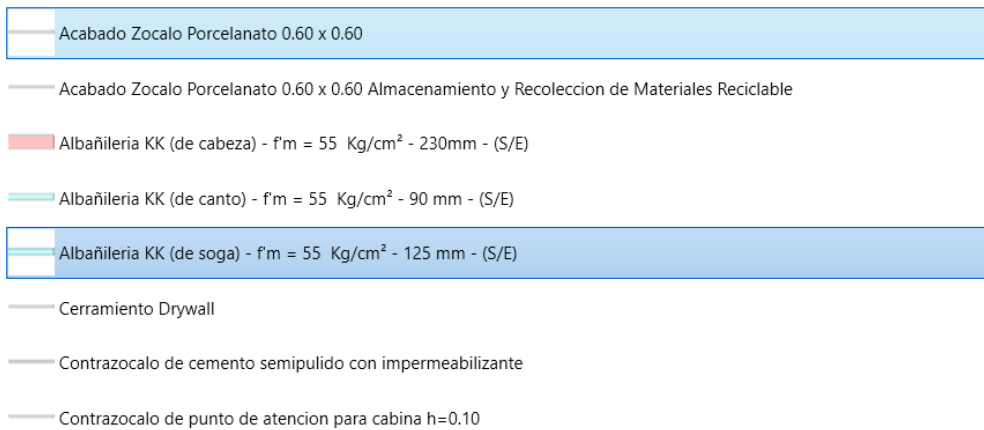 Acabado Zocalo Porcelanato 0.60 x 0.60
Acabado Zocalo Porcelanato 0.60 x 0.60 Almacenamiento y Recoleccion de Materiales Reciclable
Albañileria KK (de cabeza) - f'm = 55  Kg/cm² - 230mm - (S/E)
Albañileria KK (de canto) - f'm = 55  Kg/cm² - 90 mm - (S/E)
Albañileria KK (de soga) - f'm = 55  Kg/cm² - 125 mm - (S/E)
Cerramiento Drywall
Contrazocalo de cemento semipulido con impermeabilizante
Contrazocalo de punto de atencion para cabina h=0.10